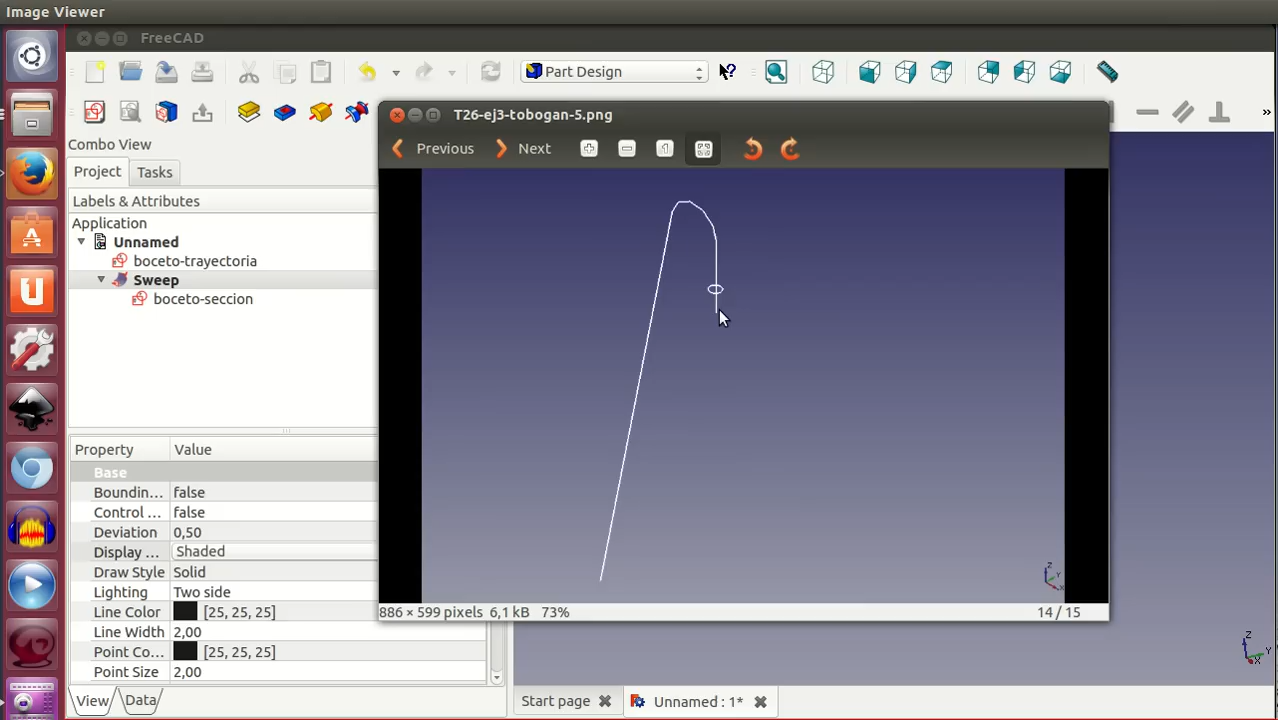 Image Viewer
FreeCAD
Part Design
Combo View
T26-ej3-tobogan-5.png
Previous Next
Project Tasks
Labels & Attributes
Application
Unnamed
boceto-trayectoria
Sweep
boceto-seccion
Property Value
Base
Boundin... false
Control ... false
Deviation 0,50
Display ... Shaded
Draw Style Solid
Lighting Two side
Line Color [25, 25, 25]
Line Width 2,00
Point Co... [25, 25, 25]
Point Size 2,00
886 × 599 pixels 6,1 kB 73% 14 / 15
View Data
Start page Unnamed : 1*
Z
Y
X
Z
Y
X